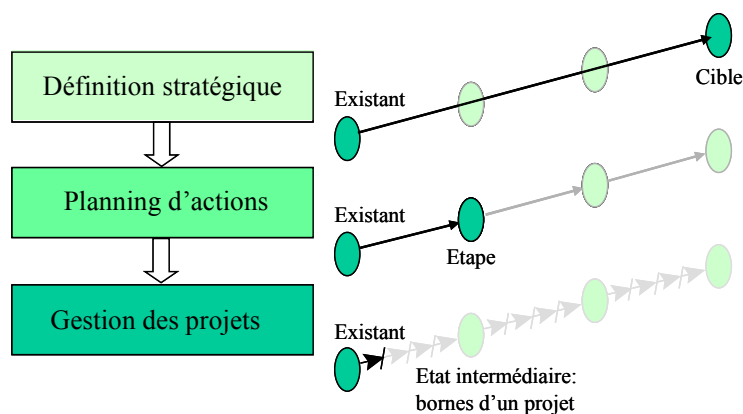 Définition stratégique
Existant
Cible
Planning d’actions
Existant
Etape
Gestion des projets
Existant
Etat intermédiaire:
bornes d’un projet